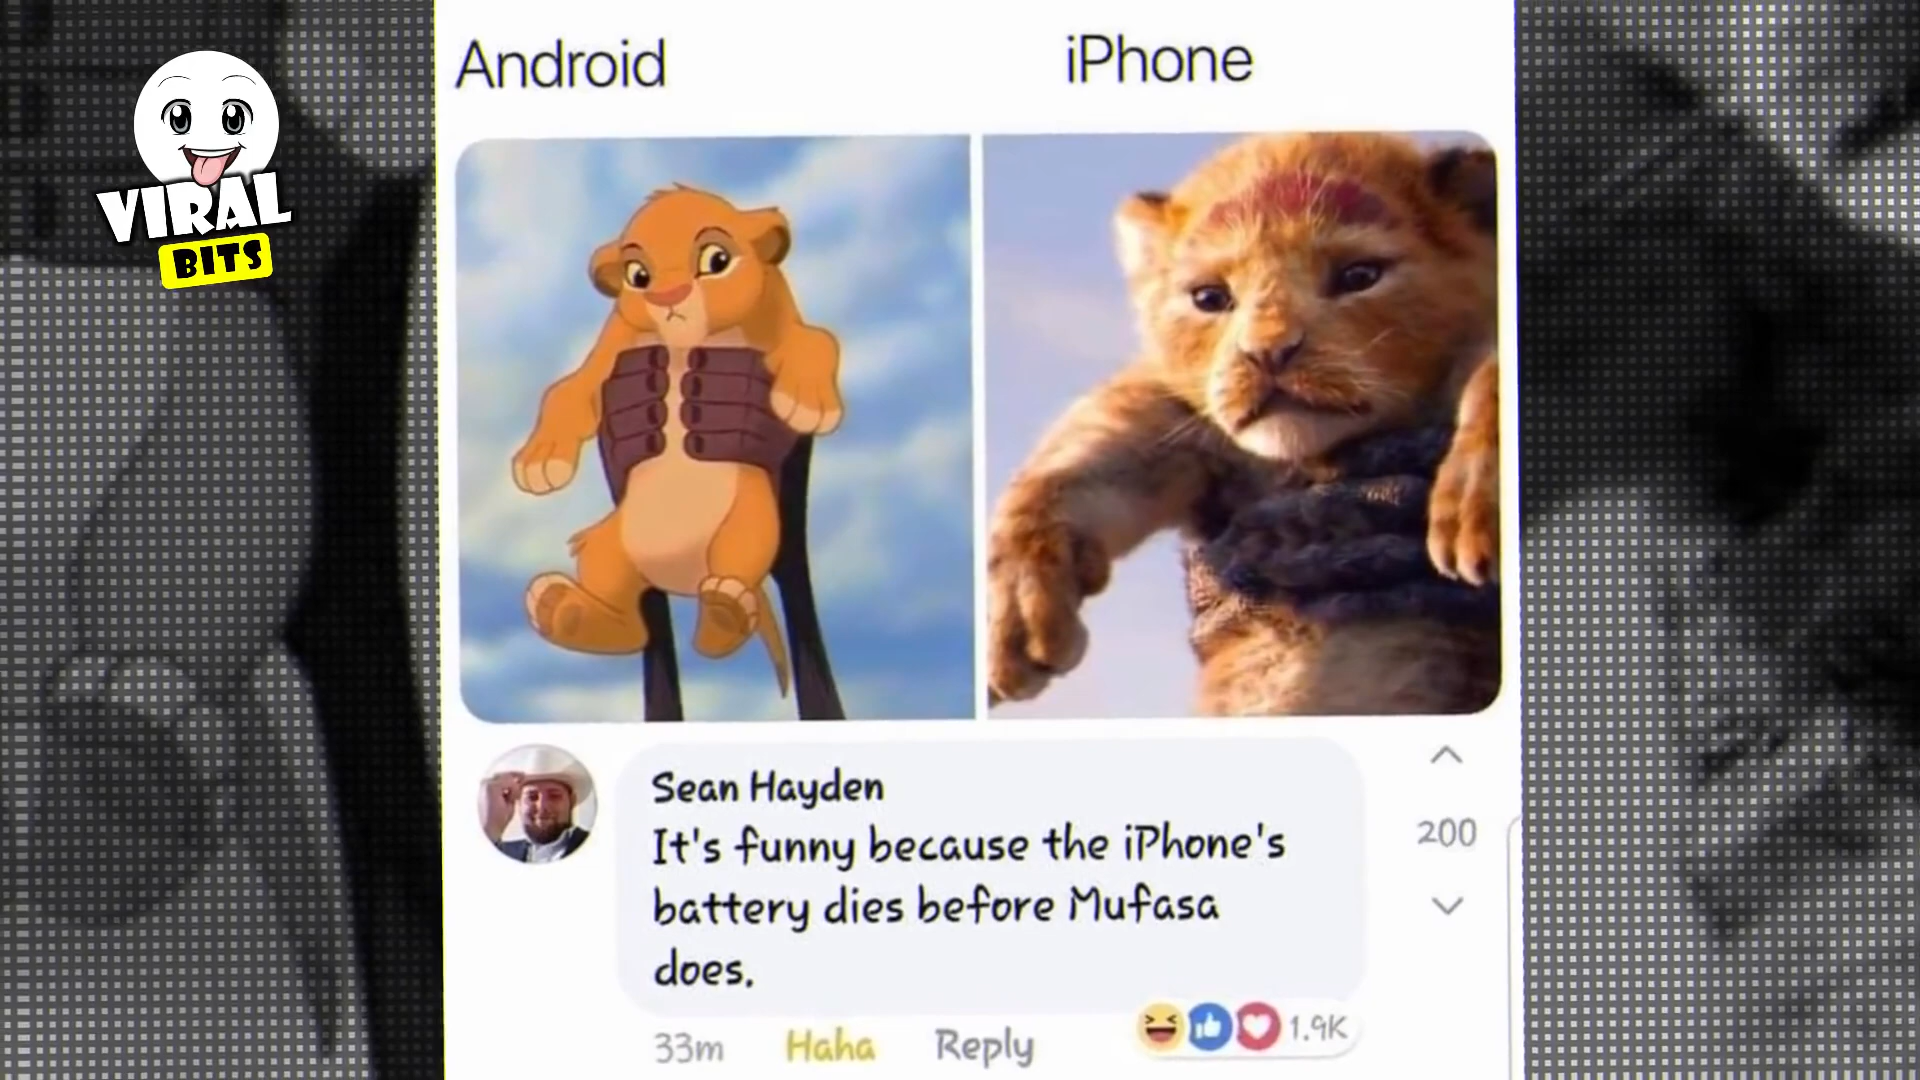 VIRAL
BITS
Android
iPhone
Sean Hayden
It's funny because the iPhone's
battery dies before Mufasa
does.
200
33m Haha Reply 1.9K